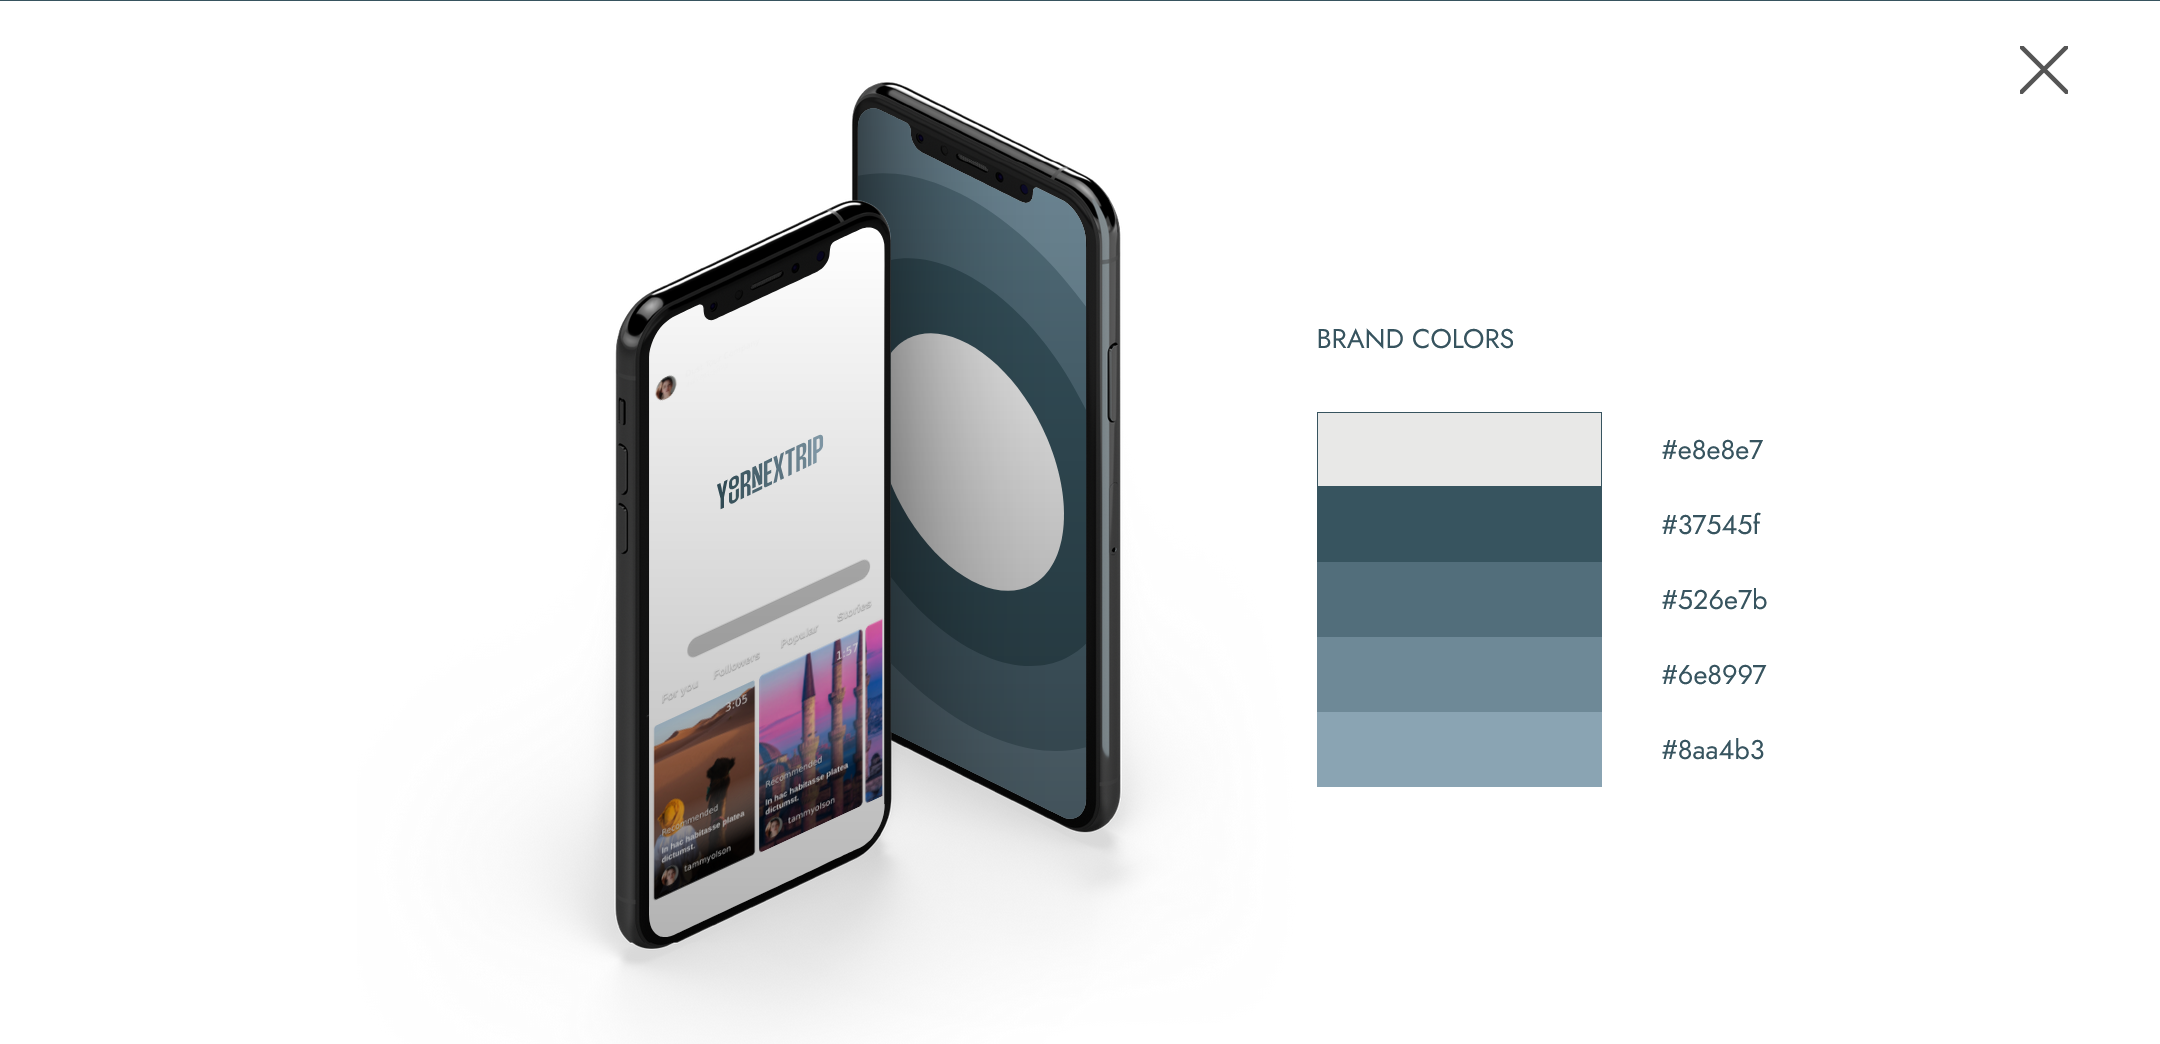 YOURNEXTRIP
For you Followers Popular Stories
3:05
Recommended
In hac habitasse platea
dictumst.
tammyolson
1:57
Recommended
In hac habitasse platea
dictumst.
tammyolson
BRAND COLORS
#e8e8e7
#37545f
#526e7b
#6e8997
#8aa4b3